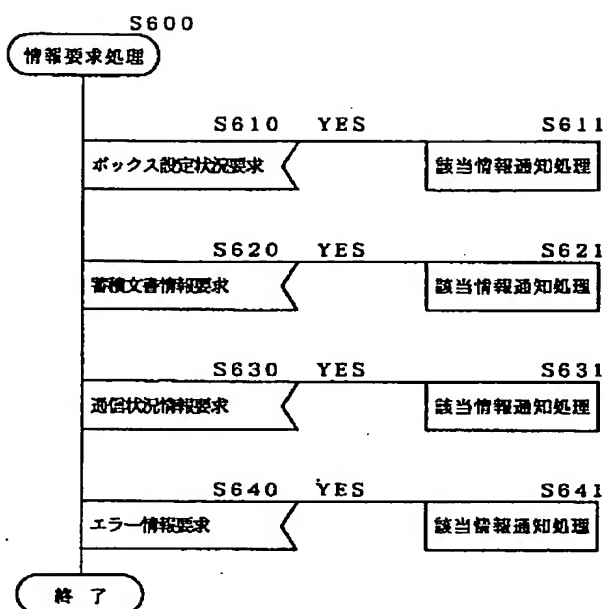 S600
情報要求処理
S610 YES S611
ボックス設定状況要求 該当情報通知処理
S620 YES S621
蓄積文書情報要求 該当情報通知処理
S630 YES S631
通信状況情報要求 該当情報通知処理
S640 YES S641
エラー情報要求 該当情報通知処理
終了